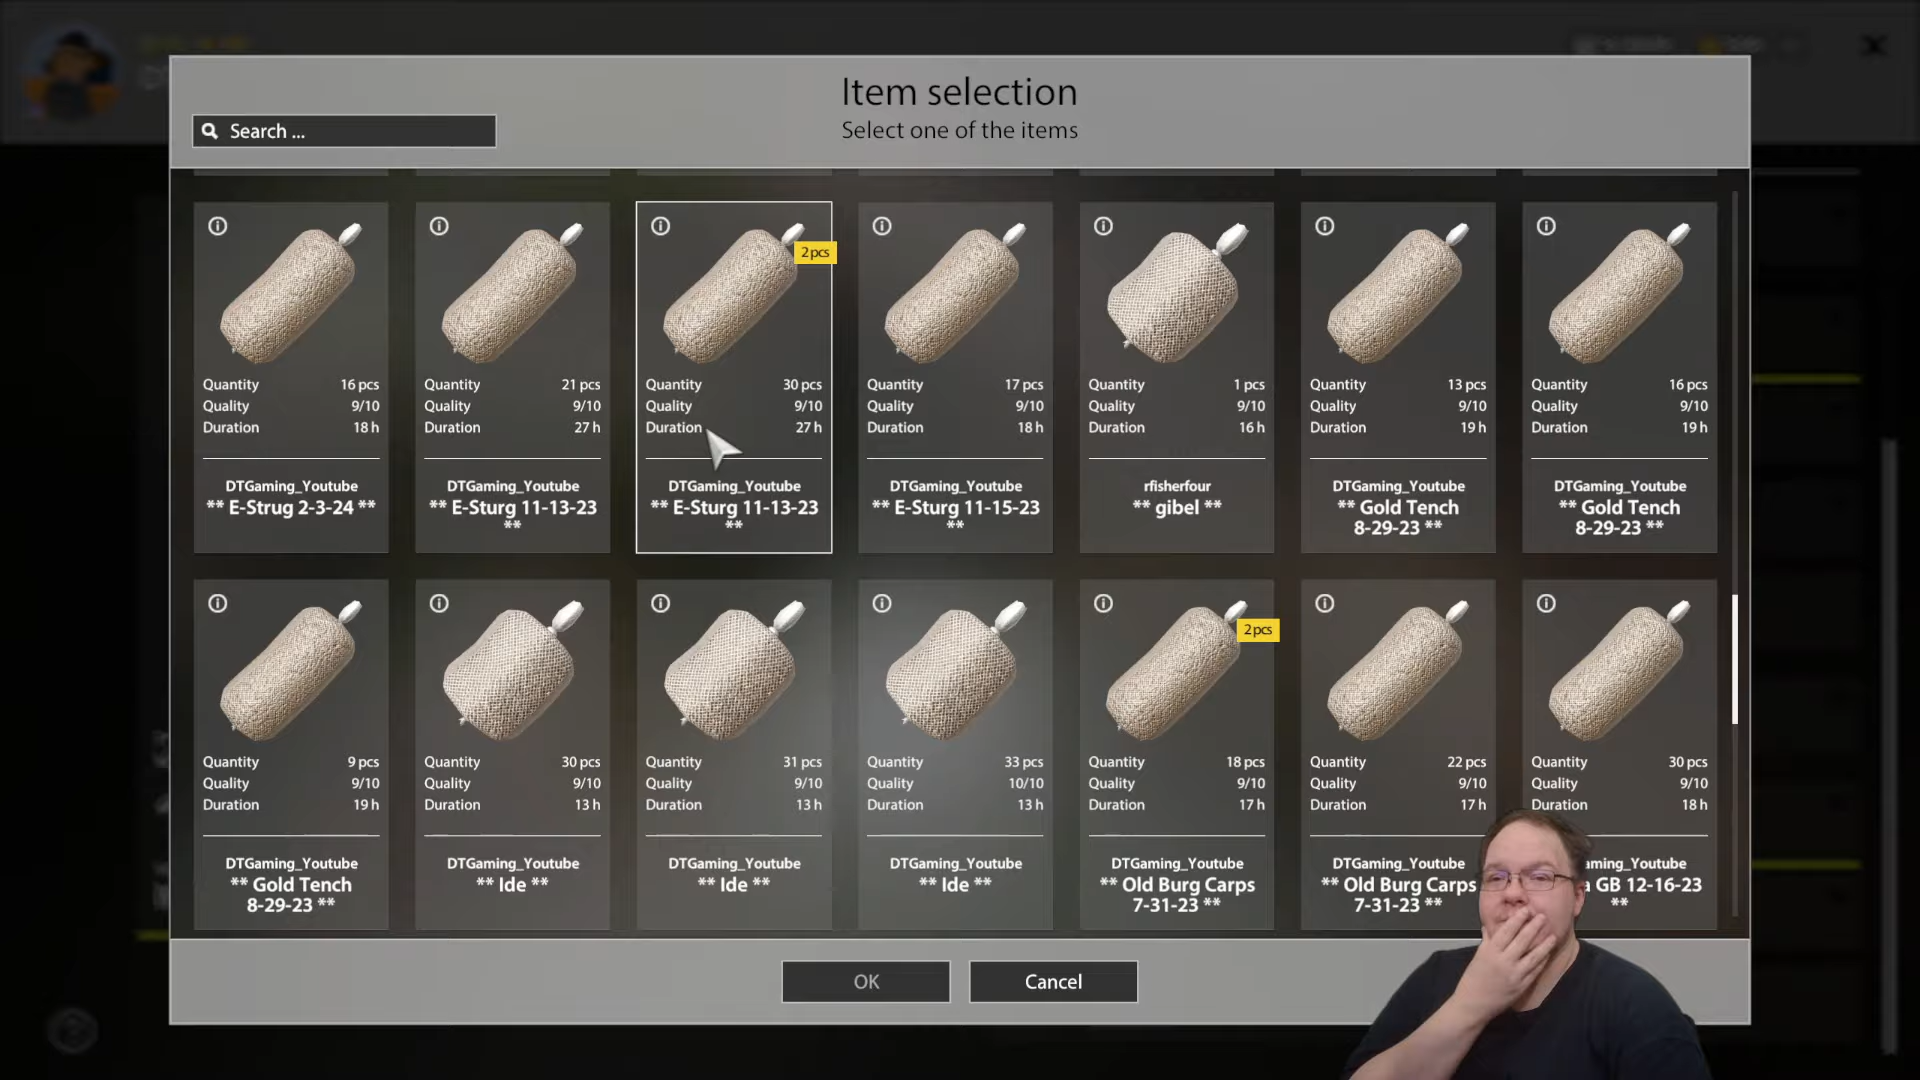 Item selection
Select one of the items
Search ...
2 pcs
Quantity 16 pcs
Quality 9/10
Duration 18 h
DTGaming_Youtube
** E-Strug 2-3-24 **
Quantity 21 pcs
Quality 9/10
Duration 27 h
DTGaming_Youtube
** E-Sturg 11-13-23
**
Quantity 30 pcs
Quality 9/10
Duration 27 h
DTGaming_Youtube
** E-Sturg 11-13-23
**
Quantity 17 pcs
Quality 9/10
Duration 18 h
DTGaming_Youtube
** E-Sturg 11-15-23
**
Quantity 1 pcs
Quality 9/10
Duration 16 h
rfisherfour
** gibel **
Quantity 13 pcs
Quality 9/10
Duration 19 h
DTGaming_Youtube
** Gold Tench
8-29-23 **
Quantity 16 pcs
Quality 9/10
Duration 19 h
DTGaming_Youtube
** Gold Tench
8-29-23 **
Quantity 9 pcs
Quality 9/10
Duration 19 h
DTGaming_Youtube
** Gold Tench
8-29-23 **
Quantity 30 pcs
Quality 9/10
Duration 13 h
DTGaming_Youtube
** Ide **
Quantity 31 pcs
Quality 9/10
Duration 13 h
DTGaming_Youtube
** Ide **
Quantity 33 pcs
Quality 10/10
Duration 13 h
DTGaming_Youtube
** Ide **
2 pcs
Quantity 18 pcs
Quality 9/10
Duration 17 h
DTGaming_Youtube
** Old Burg Carps
7-31-23 **
Quantity 22 pcs
Quality 9/10
Duration 17 h
DTGaming_Youtube
** Old Burg Carps
7-31-23 **
Quantity 30 pcs
Quality 9/10
Duration 18 h
aming_Youtube
GB 12-16-23
**
OK
Cancel